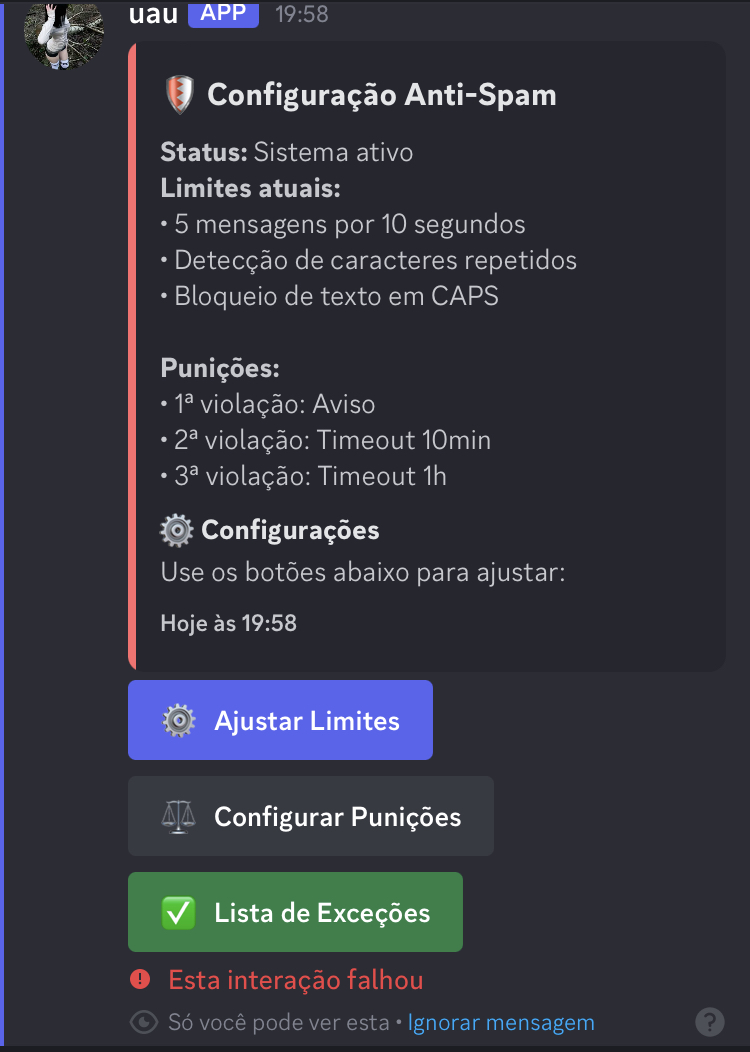 uau APP 19:58
Configuração Anti-Spam
Status: Sistema ativo
Limites atuais:
• 5 mensagens por 10 segundos
• Detecção de caracteres repetidos
• Bloqueio de texto em CAPS
Punições:
• 1ª violação: Aviso
• 2ª violação: Timeout 10min
• 3ª violação: Timeout 1h
Configurações
Use os botões abaixo para ajustar:
Hoje às 19:58
Ajustar Limites
Configurar Punições
Lista de Exceções
Esta interação falhou
Só você pode ver esta • Ignorar mensagem